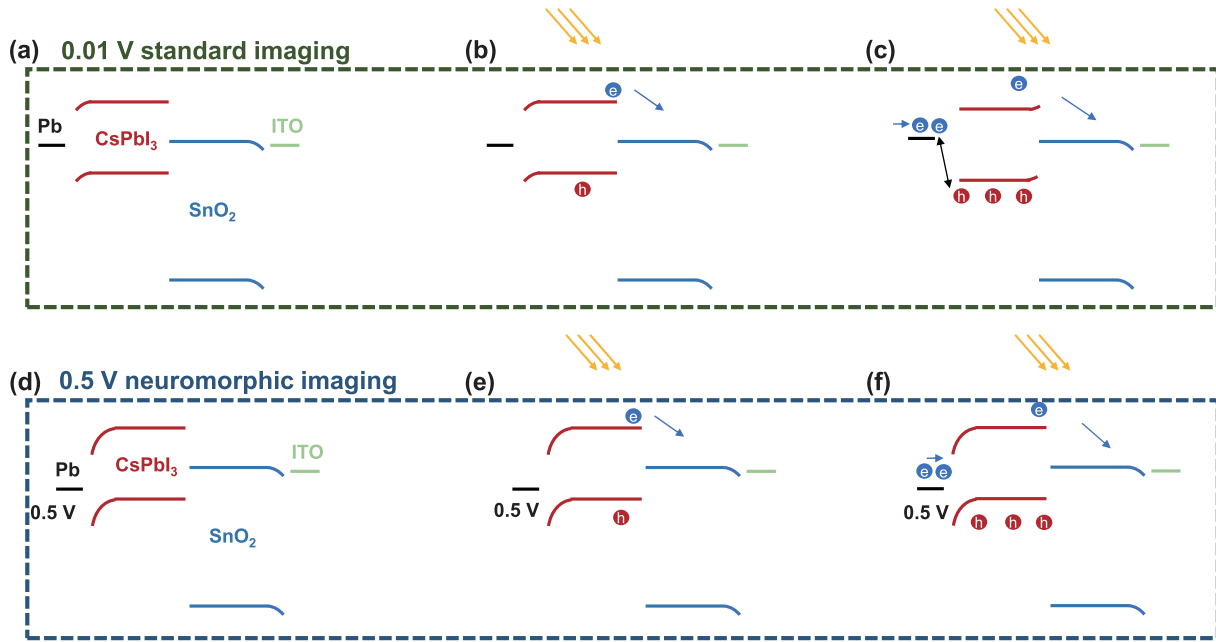 (a) 0.01 V standard imaging (b) (c)
Pb CsPbI3 ITO
SnO2
e
h
e e e
h h h
(d) 0.5 V neuromorphic imaging (e) (f)
Pb CsPbI3 ITO
0.5 V
SnO2
e
0.5 V
h
e
e e
0.5 V
h h h